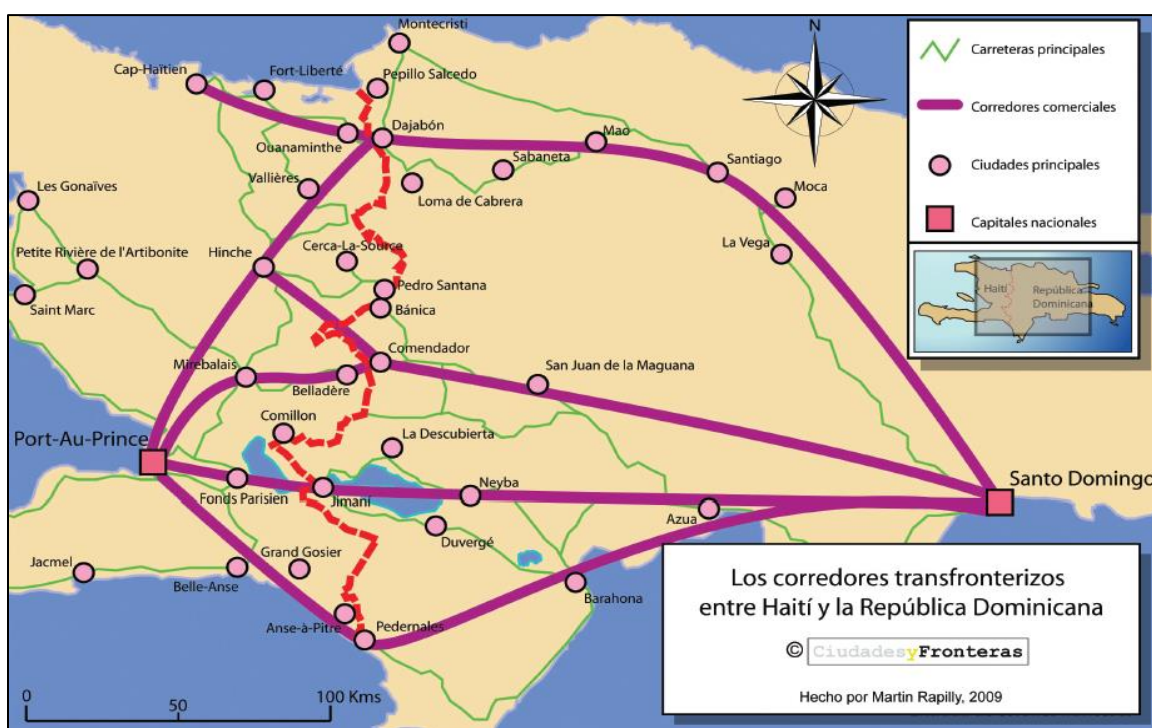 Montecristi
Cap-Haïtien
Fort-Liberté
Pepillo Salcedo
Ouanaminthe
Dajabón
Mao
Sabaneta
Santiago
Vallières
Loma de Cabrera
Moca
Les Gonaïves
La Vega
Petite Rivière de l'Artibonite
Hinche
Cerca-La-Source
Pedro Santana
Saint Marc
Bánica
Comendador
San Juan de la Maguana
Mirebalais
Belladère
Comillon
La Descubierta
Port-Au-Prince
Fonds Parisien
Jimaní
Neyba
Azua
Santo Domingo
Duvergé
Jacmel
Grand Gosier
Belle-Anse
Barahona
Anse-à-Pitre
Pedernales
0
50
100 Kms
N
Carreteras principales
Corredores comerciales
Ciudades principales
Capitales nacionales
Haití
República
Dominicana
Los corredores transfronterizos
entre Haití y la República Dominicana
© CiudadesyFronteras
Hecho por Martin Rapilly, 2009